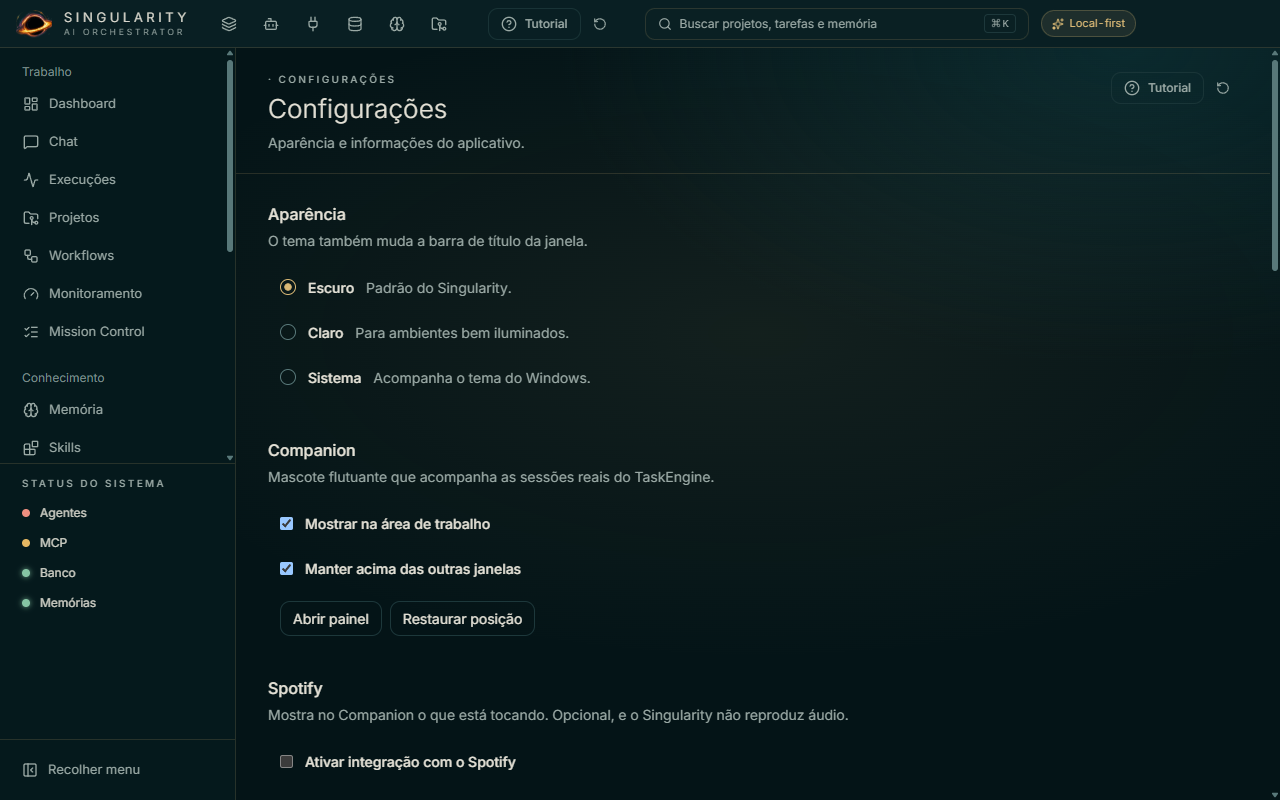 SINGULARITY
AI ORCHESTRATOR
Tutorial
Buscar projetos, tarefas e memória
⌘K
Local-first
Trabalho
Dashboard
Chat
Execuções
Projetos
Workflows
Monitoramento
Mission Control
Conhecimento
Memória
Skills
STATUS DO SISTEMA
Agentes
MCP
Banco
Memórias
Recolher menu
· CONFIGURAÇÕES
Configurações
Aparência e informações do aplicativo.
Tutorial
Aparência
O tema também muda a barra de título da janela.
Escuro Padrão do Singularity.
Claro Para ambientes bem iluminados.
Sistema Acompanha o tema do Windows.
Companion
Mascote flutuante que acompanha as sessões reais do TaskEngine.
Mostrar na área de trabalho
Manter acima das outras janelas
Abrir painel Restaurar posição
Spotify
Mostra no Companion o que está tocando. Opcional, e o Singularity não reproduz áudio.
Ativar integração com o Spotify